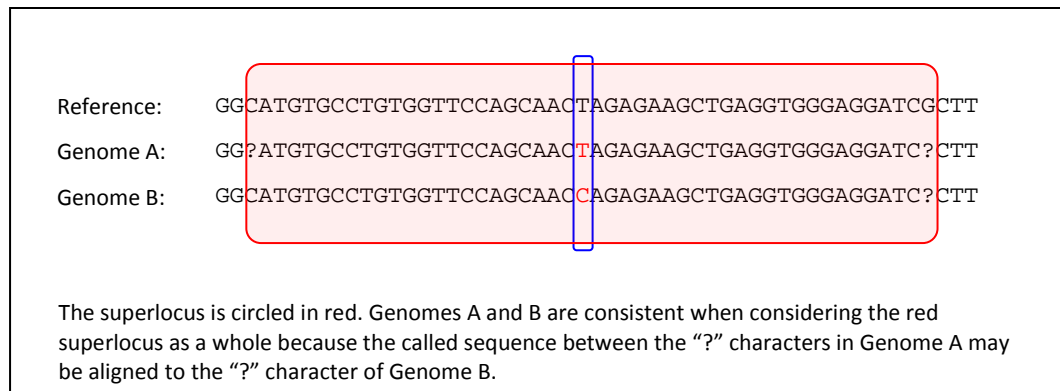 Reference: GGCATGTGCCTGTGGTTCCAGCAACTAGAGAAGCTGAGGTGGGAGGATCGCTT
Genome A: GG?ATGTGCCTGTGGTTCCAGCAACTAGAGAAGCTGAGGTGGGAGGATC?CTT
Genome B: GGCATGTGCCTGTGGTTCCAGCAACCAGAGAAGCTGAGGTGGGAGGATC?CTT
The superlocus is circled in red. Genomes A and B are consistent when considering the red
superlocus as a whole because the called sequence between the “?” characters in Genome A may
be aligned to the “?” character of Genome B.